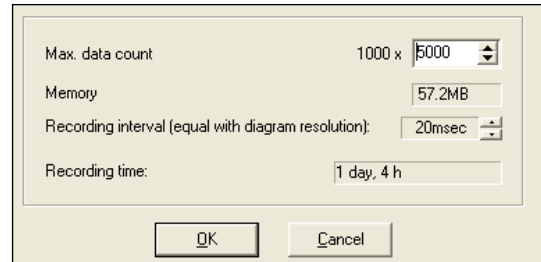 Max. data count 1000 x 5000
Memory 57.2MB
Recording interval (equal with diagram resolution): 20msec
Recording time: 1 day, 4 h
OK Cancel